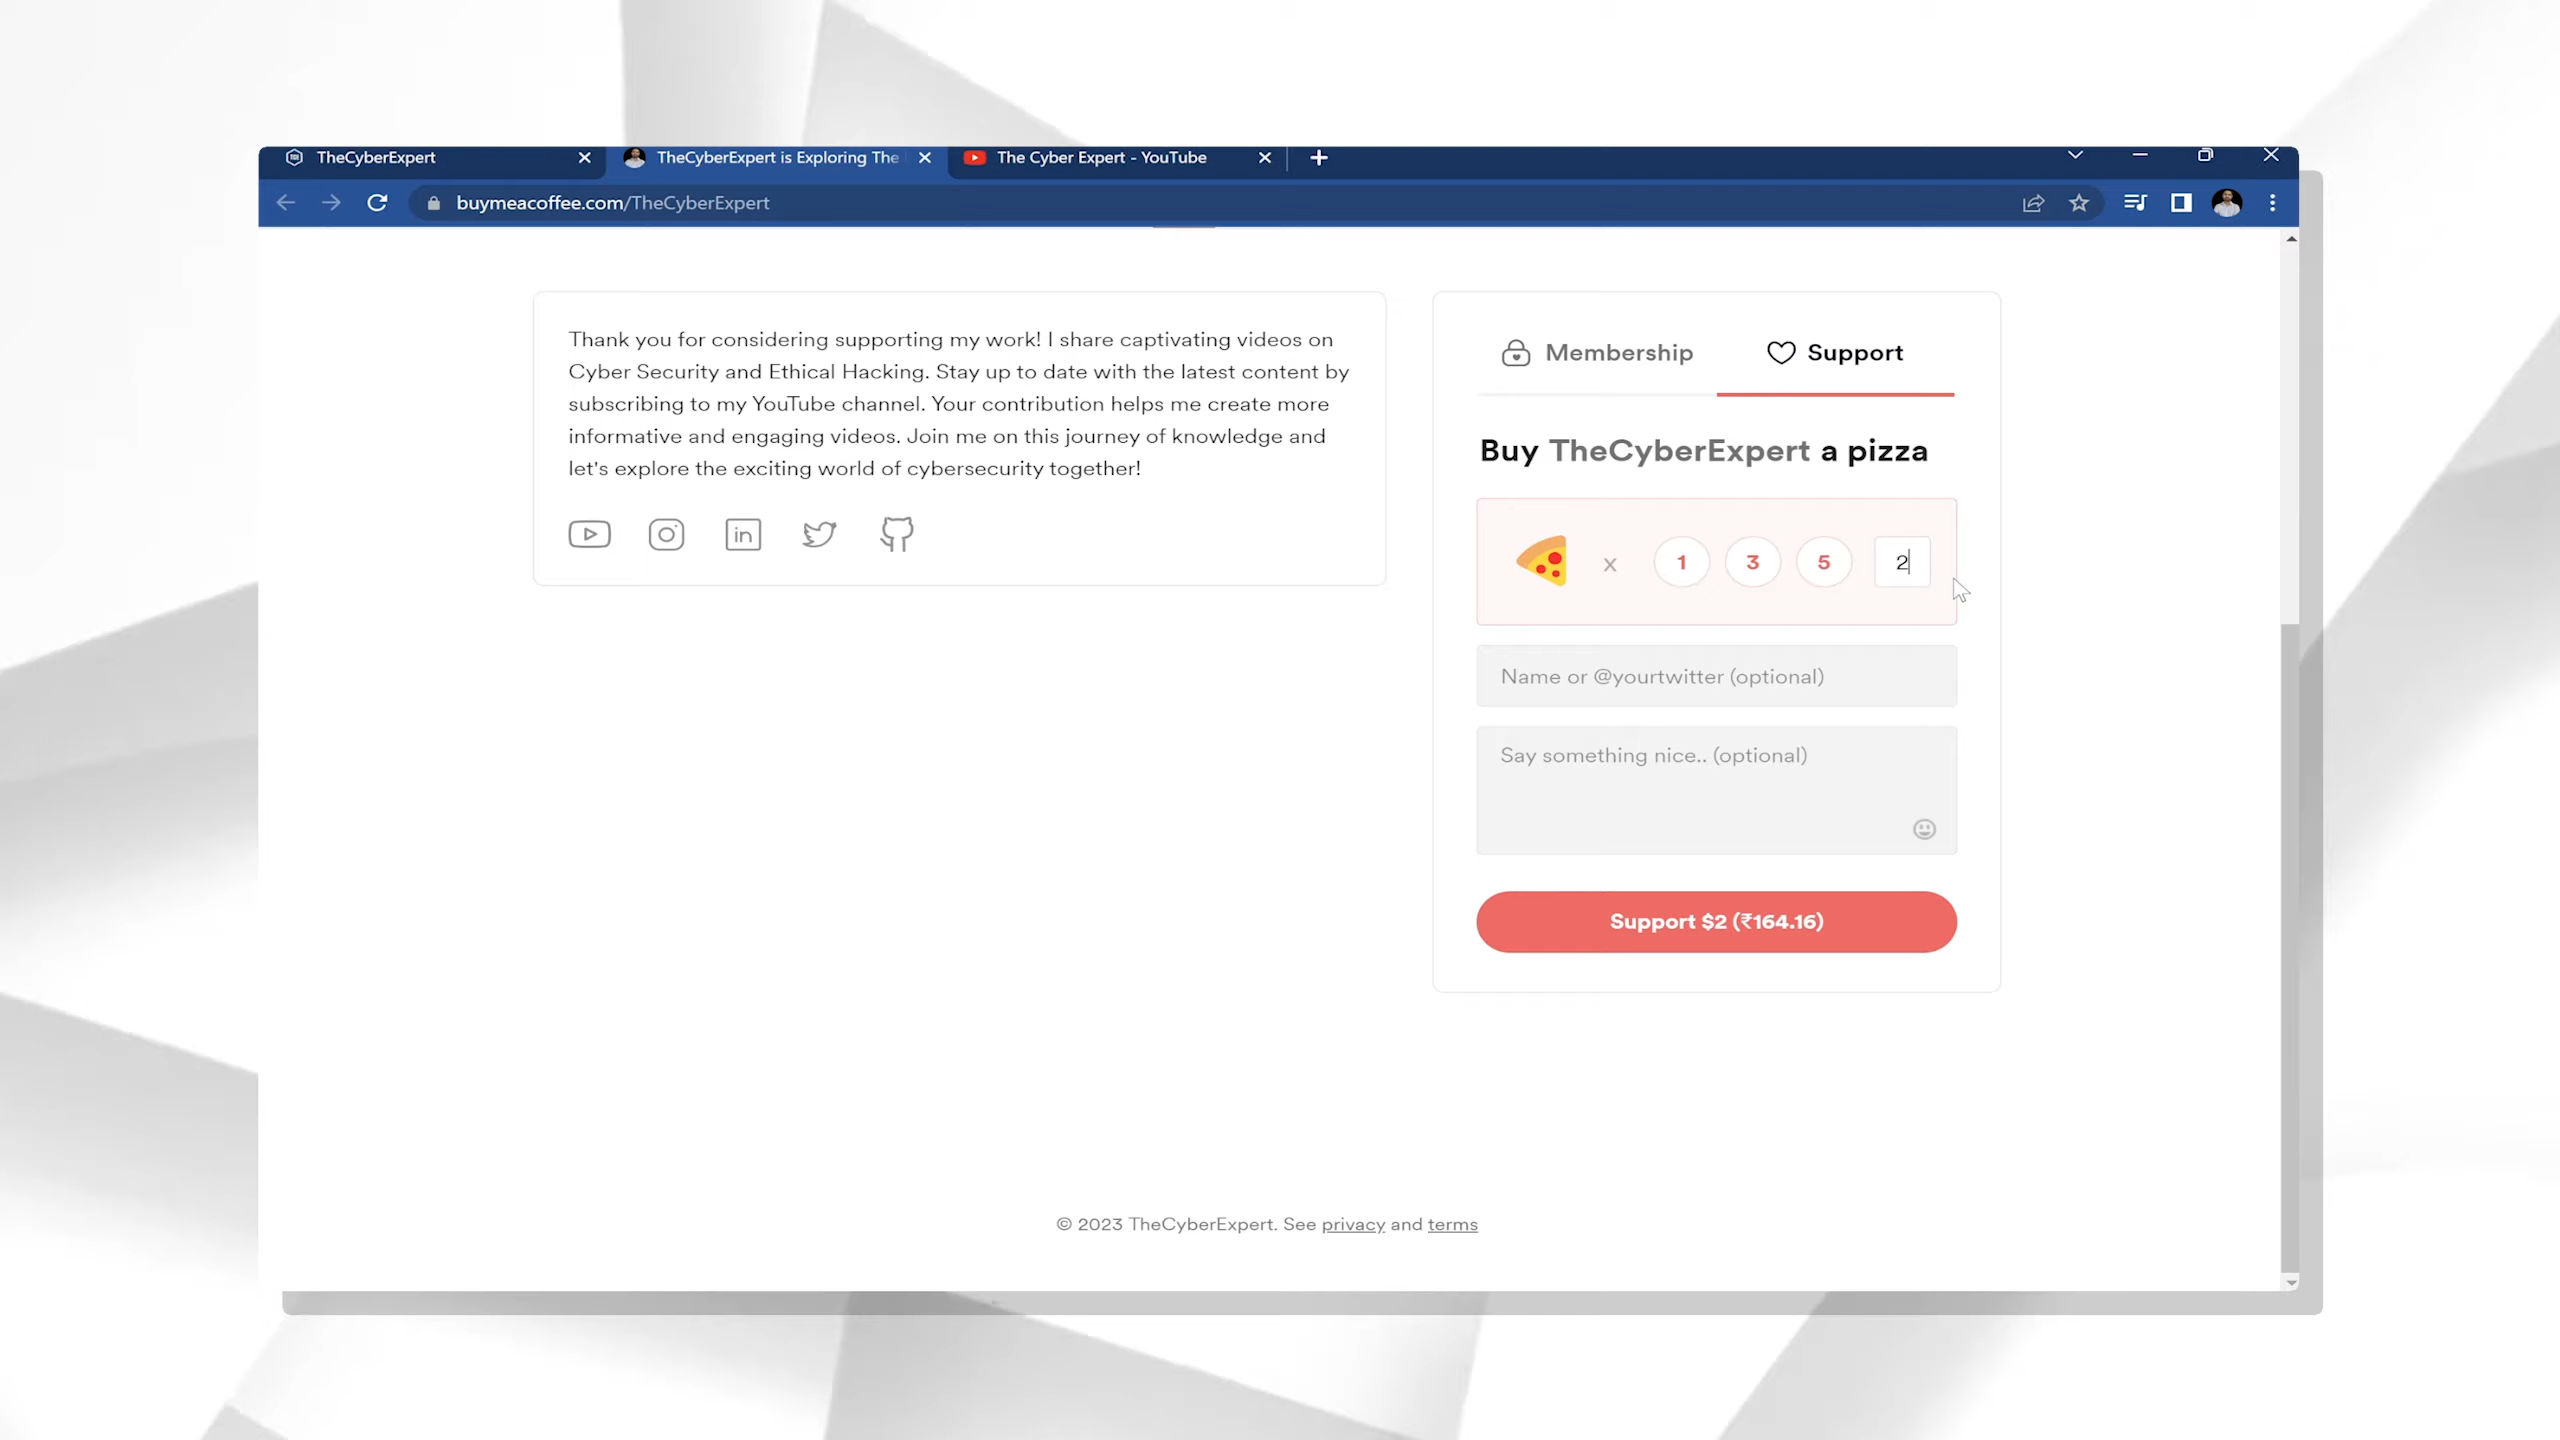 TheCyberExpert
TheCyberExpert is Exploring The
The Cyber Expert - YouTube
buymeacoffee.com/TheCyberExpert
Thank you for considering supporting my work! I share captivating videos on
Cyber Security and Ethical Hacking. Stay up to date with the latest content by
subscribing to my YouTube channel. Your contribution helps me create more
informative and engaging videos. Join me on this journey of knowledge and
let's explore the exciting world of cybersecurity together!
Membership
Support
Buy TheCyberExpert a pizza
x 1 3 5 2
Name or @yourtwitter (optional)
Say something nice.. (optional)
Support $2 (₹164.16)
© 2023 TheCyberExpert. See privacy and terms